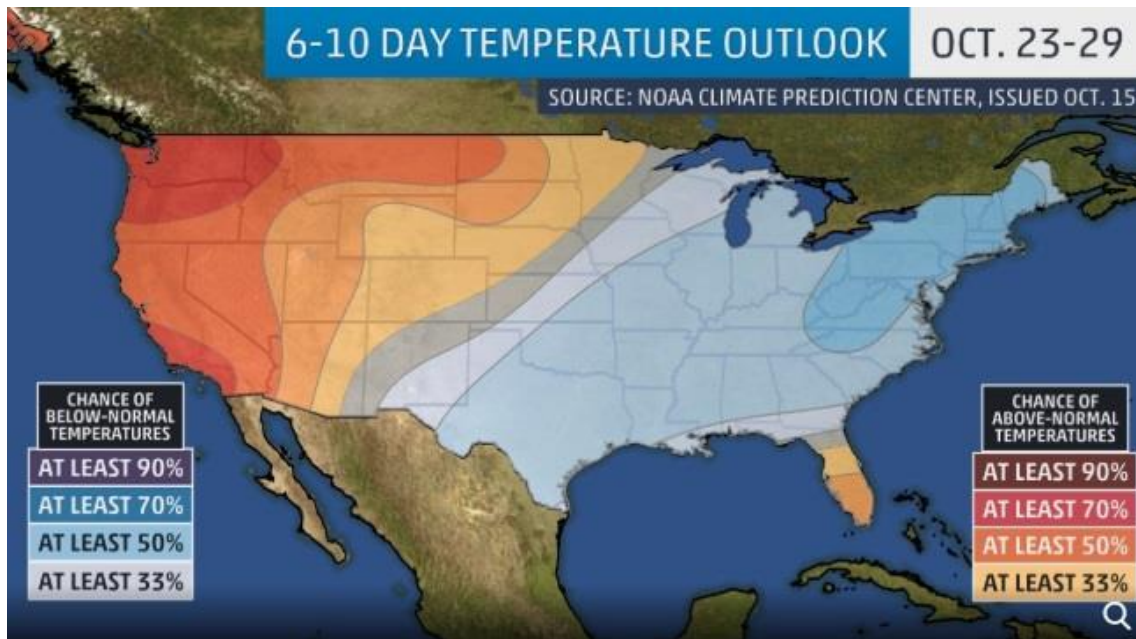 6-10 DAY TEMPERATURE OUTLOOK
OCT. 23-29
SOURCE: NOAA CLIMATE PREDICTION CENTER, ISSUED OCT. 15
CHANCE OF
BELOW-NORMAL
TEMPERATURES
AT LEAST 90%
AT LEAST 70%
AT LEAST 50%
AT LEAST 33%
CHANCE OF
ABOVE-NORMAL
TEMPERATURES
AT LEAST 90%
AT LEAST 70%
AT LEAST 50%
AT LEAST 33%